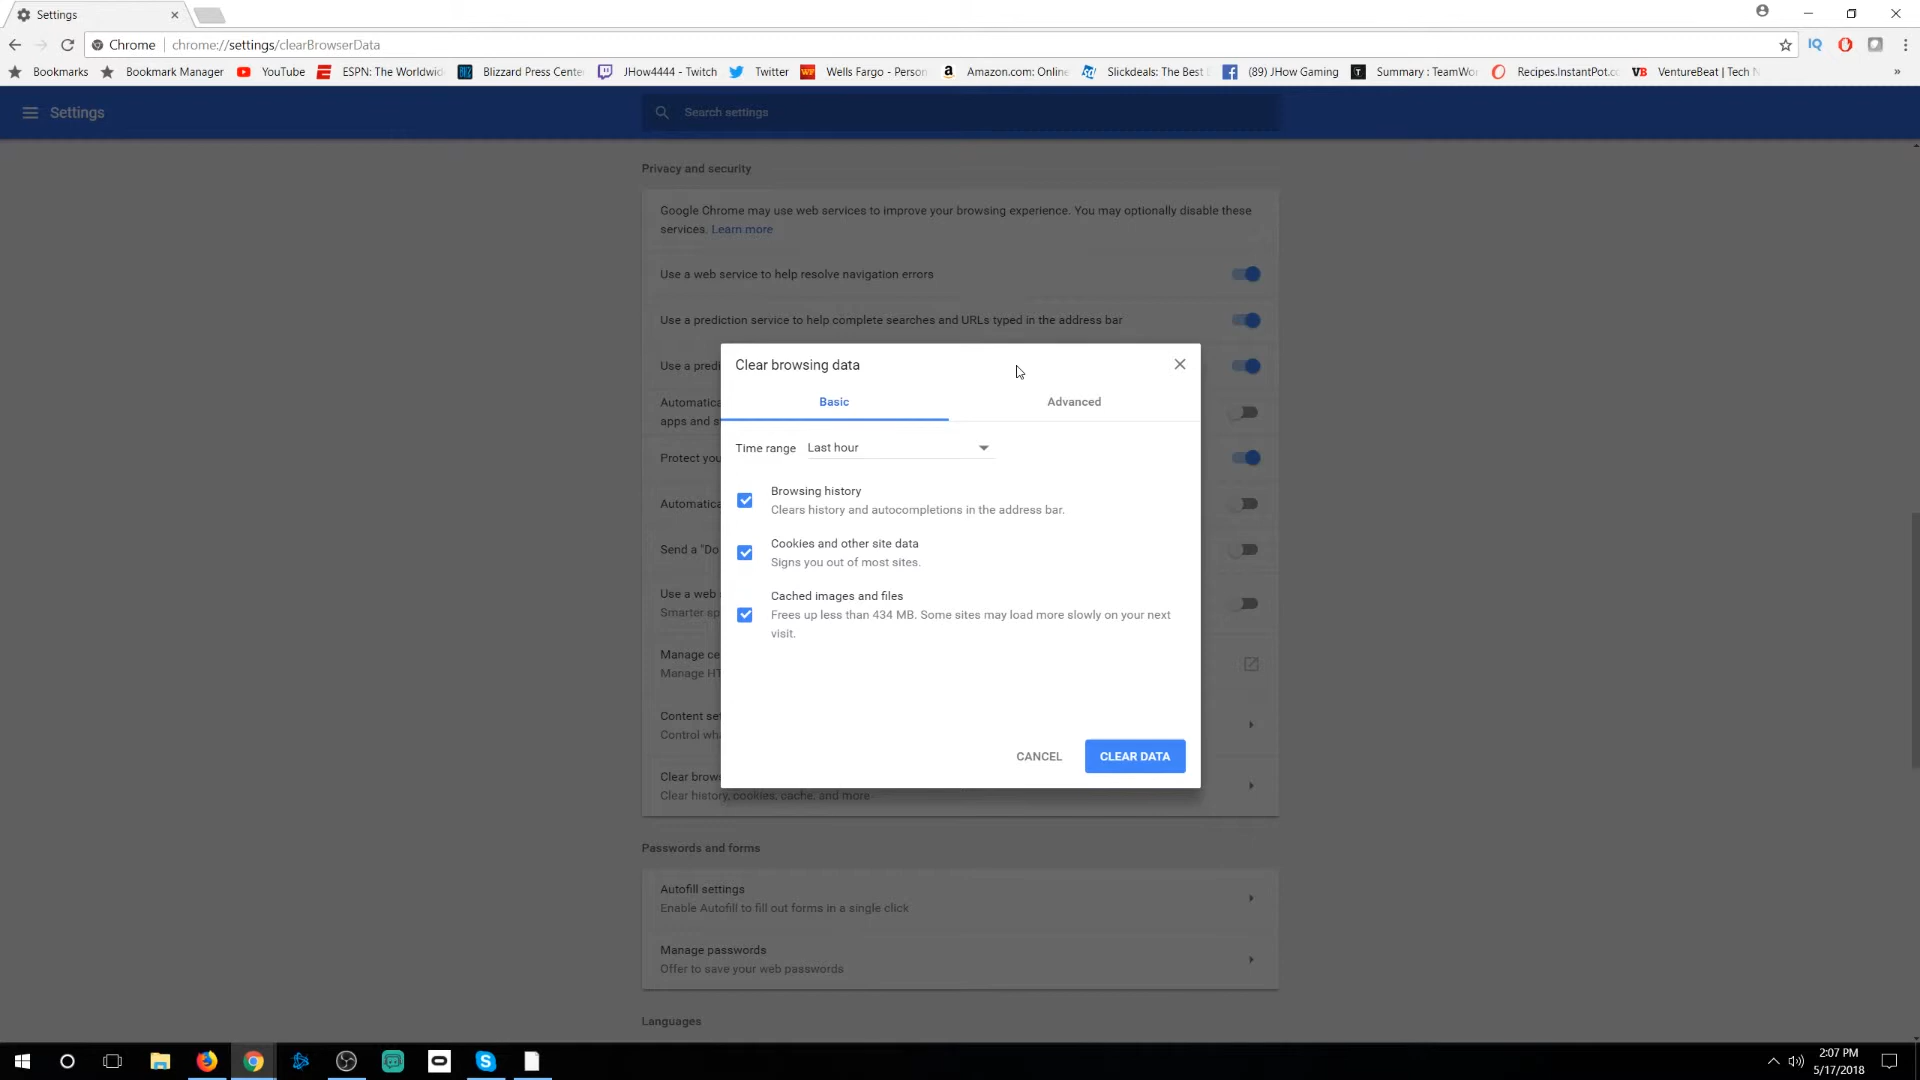 Settings
Chrome chrome://settings/clearBrowserData
Bookmarks Bookmark Manager YouTube ESPN: The Worldwid Blizzard Press Cente JHow4444 - Twitch Twitter Wells Fargo - Person Amazon.com: Online Slickdeals: The Best (89) JHow Gaming Summary : TeamWor Recipes.InstantPot.co VentureBeat | Tech N
Settings
Search settings
Privacy and security
Google Chrome may use web services to improve your browsing experience. You may optionally disable these
services. Learn more
Use a web service to help resolve navigation errors
Use a prediction service to help complete searches and URLs typed in the address bar
Use a predi
Automatica
apps and s
Protect you
Automatica
Send a "Do
Use a web
Smarter sp
Manage ce
Manage HT
Content set
Control wha
Clear brow
Clear history, cookies, cache, and more
Clear browsing data
Basic Advanced
Time range Last hour
Browsing history
Clears history and autocompletions in the address bar.
Cookies and other site data
Signs you out of most sites.
Cached images and files
Frees up less than 434 MB. Some sites may load more slowly on your next
visit.
CANCEL CLEAR DATA
Passwords and forms
Autofill settings
Enable Autofill to fill out forms in a single click
Manage passwords
Offer to save your web passwords
Languages
2:07 PM
5/17/2018